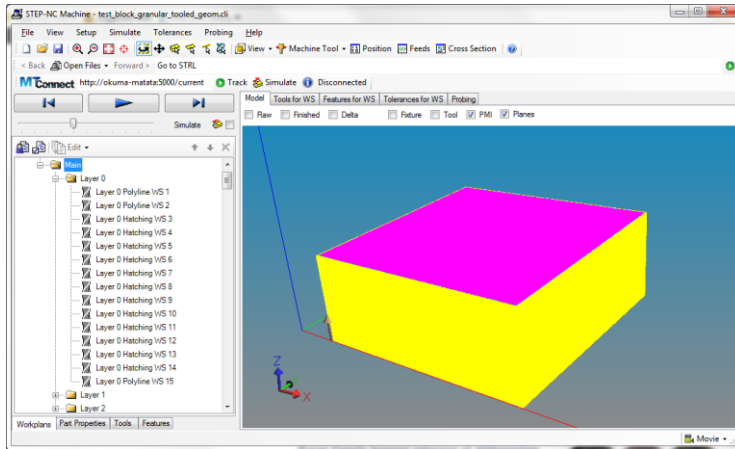 STEP-NC Machine - test_block_granular_tooled_geom.cli
File View Setup Simulate Tolerances Probing Help
View Machine Tool Position Feeds Cross Section
< Back Open Files Forward > Go to STRL
MTConnect http://okuma-matata:5000/current Track Simulate Disconnected
Simulate
Edit
Main
Layer 0
Layer 0 Polyline WS 1
Layer 0 Polyline WS 2
Layer 0 Hatching WS 3
Layer 0 Hatching WS 4
Layer 0 Hatching WS 5
Layer 0 Hatching WS 6
Layer 0 Hatching WS 7
Layer 0 Hatching WS 8
Layer 0 Hatching WS 9
Layer 0 Hatching WS 10
Layer 0 Hatching WS 11
Layer 0 Hatching WS 12
Layer 0 Hatching WS 13
Layer 0 Hatching WS 14
Layer 0 Polyline WS 15
Layer 1
Layer 2
Workplans Part Properties Tools Features
Model Tools for WS Features for WS Tolerances for WS Probing
Raw Finished Delta Fixture Tool PMI Planes
Z
X
Movie